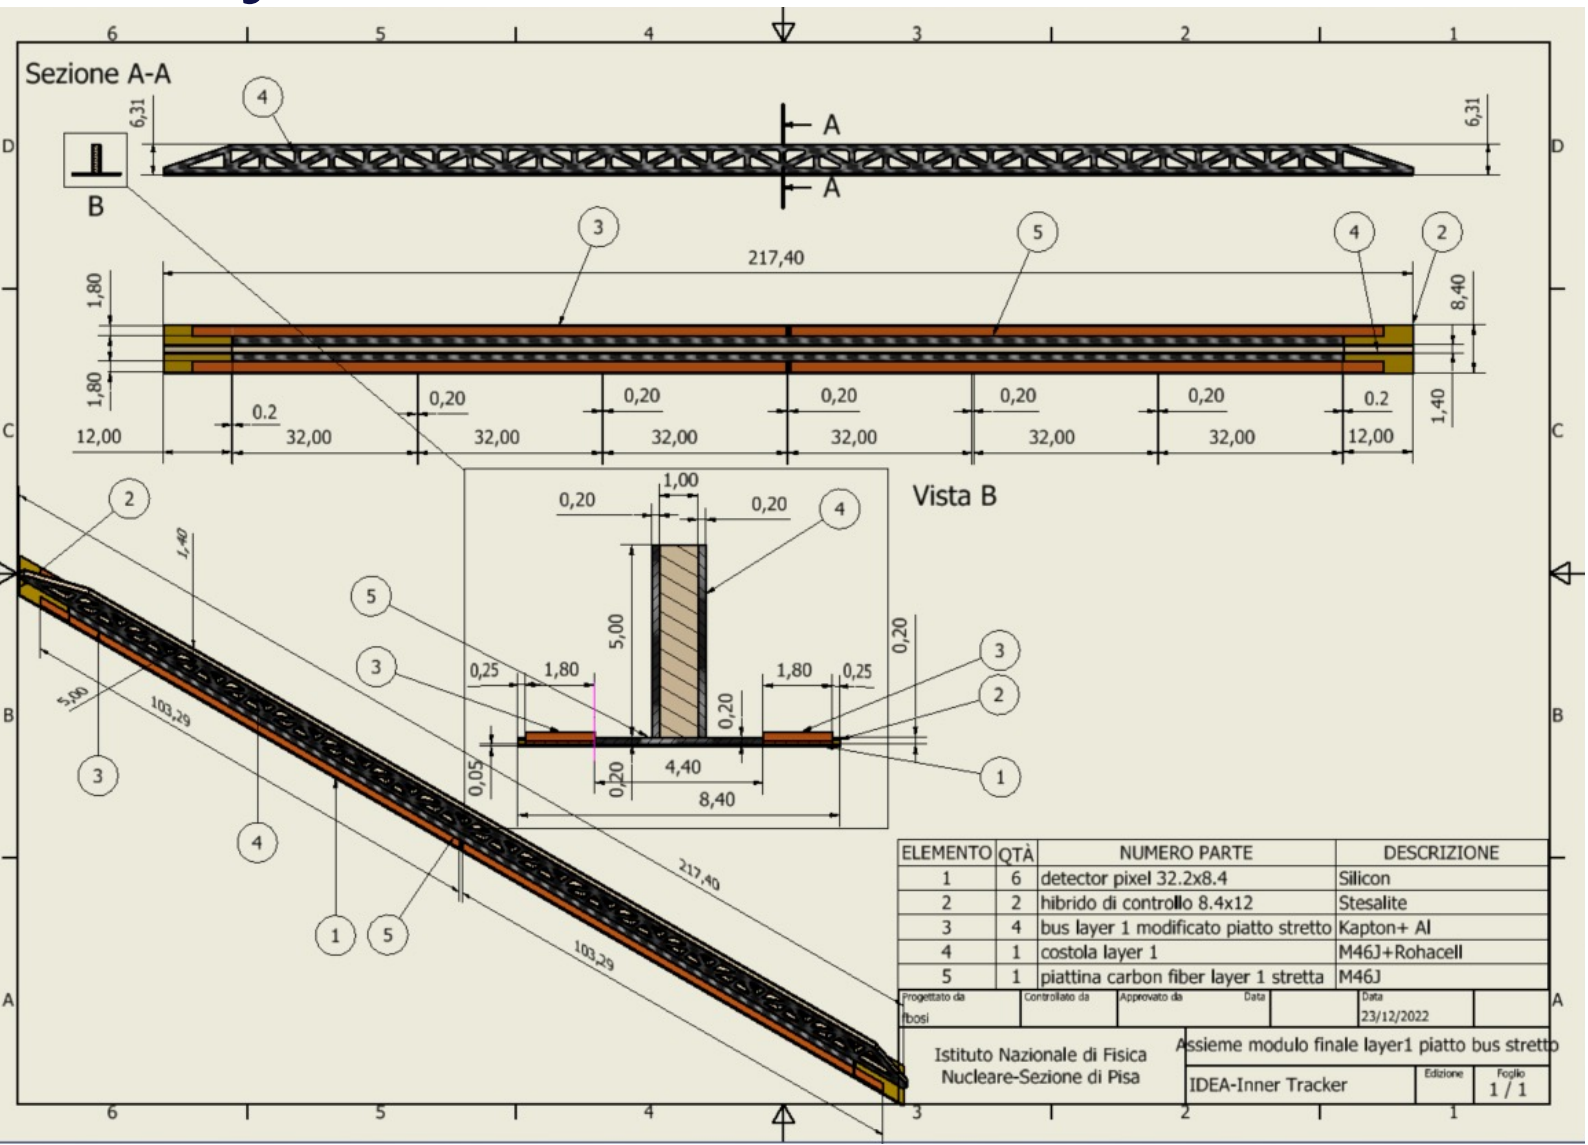 6 5 4 3 2 1
Sezione A-A
4
6,31
6,31
A
D
D
A
B
3
5
4
2
217,40
1,80
8,40
1,80
0,20
0,20
0,20
0,20
0,20
0.2
0.2
1,40
C
12,00
32,00
32,00
32,00
32,00
32,00
32,00
12,00
C
1,00
Vista B
2
0,20
0,20
4
1,40
5
5,00
0,20
3
3
0,25
1,80
1,80
0,25
2
5,00
103,29
0,20
B
B
0,05
0,20
4,40
1
3
8,40
4
217,40
1
5
103,29
ELEMENTO QTÀ NUMERO PARTE DESCRIZIONE
1 6 detector pixel 32.2x8.4 Silicon
2 2 hibrido di controllo 8.4x12 Stesalite
3 4 bus layer 1 modificato piatto stretto Kapton+ Al
4 1 costola layer 1 M46J+Rohacell
5 1 piattina carbon fiber layer 1 stretta M46J
A
A
Progettato da Controllato da Approvato da Data Data
fbosi 23/12/2022
Istituto Nazionale di Fisica
Nucleare-Sezione di Pisa
Assieme modulo finale layer1 piatto bus stretto
IDEA-Inner Tracker
Edizione
Foglio
1 / 1
6 5 4 3 2 1